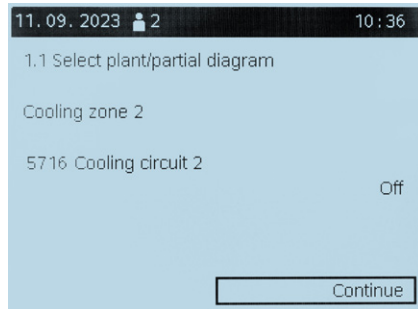 11.09.2023 2 10:36
1.1 Select plant/partial diagram
Cooling zone 2
5716 Cooling circuit 2
Off
Continue